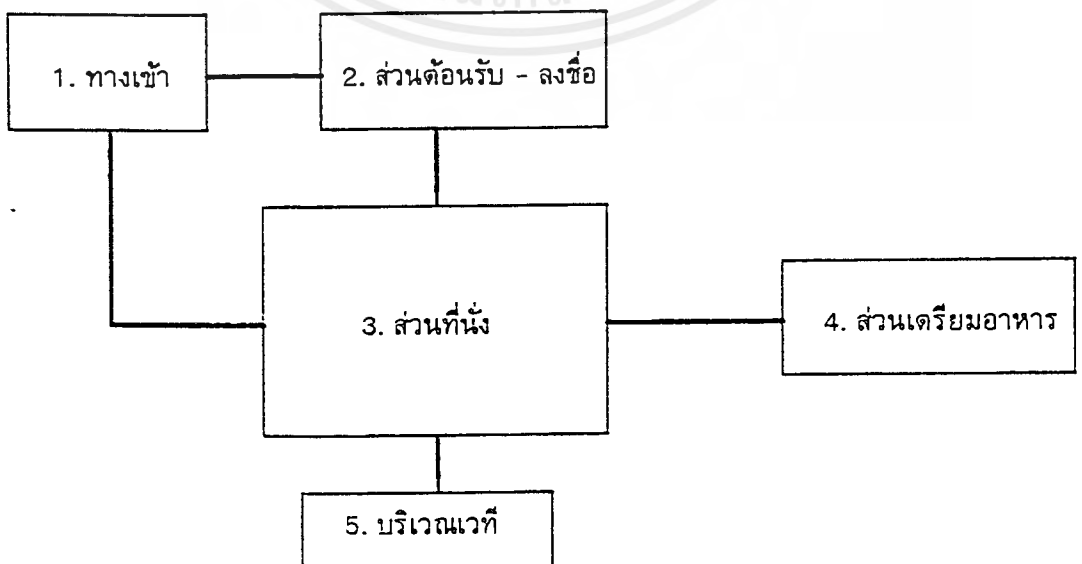 1. ทางเข้า
2. ส่วนต้อนรับ - ลงชื่อ
3. ส่วนที่นั่ง
4. ส่วนเตรียมอาหาร
5. บริเวณเวที